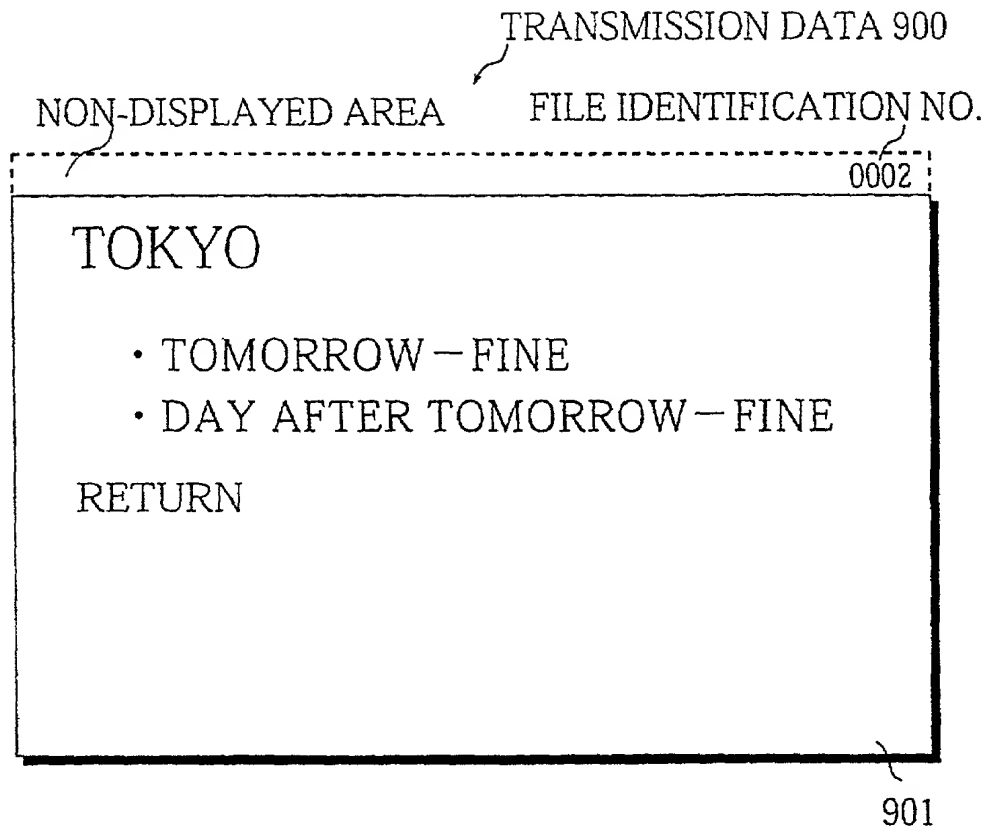 TRANSMISSION DATA 900
NON-DISPLAYED AREA
FILE IDENTIFICATION NO.
0002
TOKYO
・TOMORROW－FINE
・DAY AFTER TOMORROW－FINE
RETURN
901